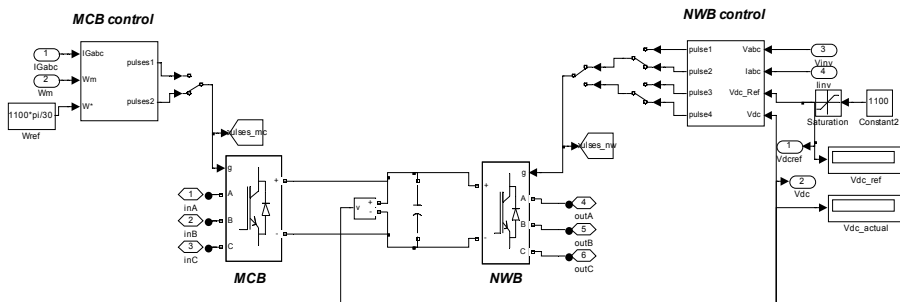 MCB control
NWB control
1
IGabc
2
Wm
1100*pi/30
Wref
IGabc
Wm
W*
pulses1
pulses2
pulse1
pulse2
pulse3
pulse4
Vabc
Iabc
Vdc_Ref
Vdc
3
Vinv
4
Iinv
Saturation
1100
Constant2
1
Vdcref
Vdc_ref
2
Vdc
Vdc_actual
pulses_mc
pulses_nw
g
A
B
C
+
-
1
inA
2
inB
3
inC
MCB
v
+
-
g
+
-
A
B
C
4
outA
5
outB
6
outC
NWB